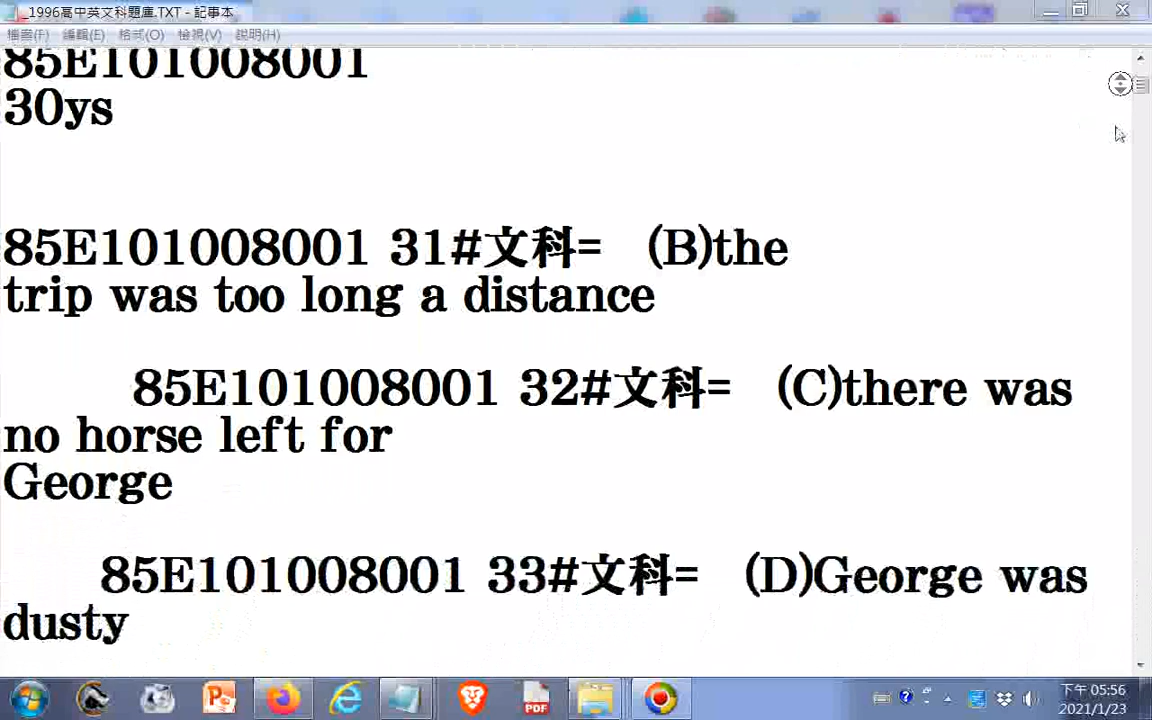 _1996高中英文科題庫.TXT - 記事本
檔案(F) 編輯(E) 格式(O) 檢視(V) 說明(H)
85E101008001
30ys
85E101008001 31#文科= (B)the
trip was too long a distance
85E101008001 32#文科= (C)there was
no horse left for
George
85E101008001 33#文科= (D)George was
dusty
PDF
下午 05:56
2021/1/23